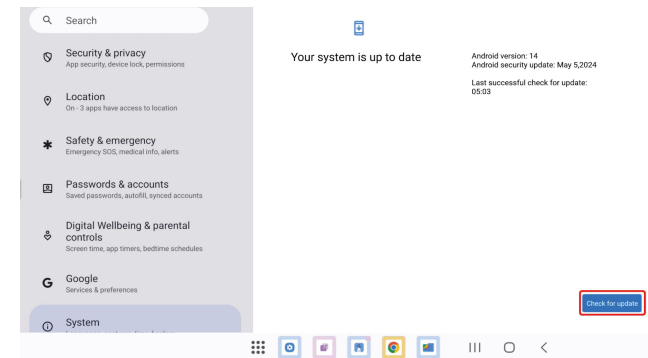 Search
Security & privacy
App security, device lock, permissions
Location
On - 3 apps have access to location
Safety & emergency
Emergency SOS, medical info, alerts
Passwords & accounts
Saved passwords, autofill, synced accounts
Digital Wellbeing & parental
controls
Screen time, app timers, bedtime schedules
Google
Services & preferences
System
Your system is up to date
Android version: 14
Android security update: May 5,2024
Last successful check for update:
05:03
Check for update